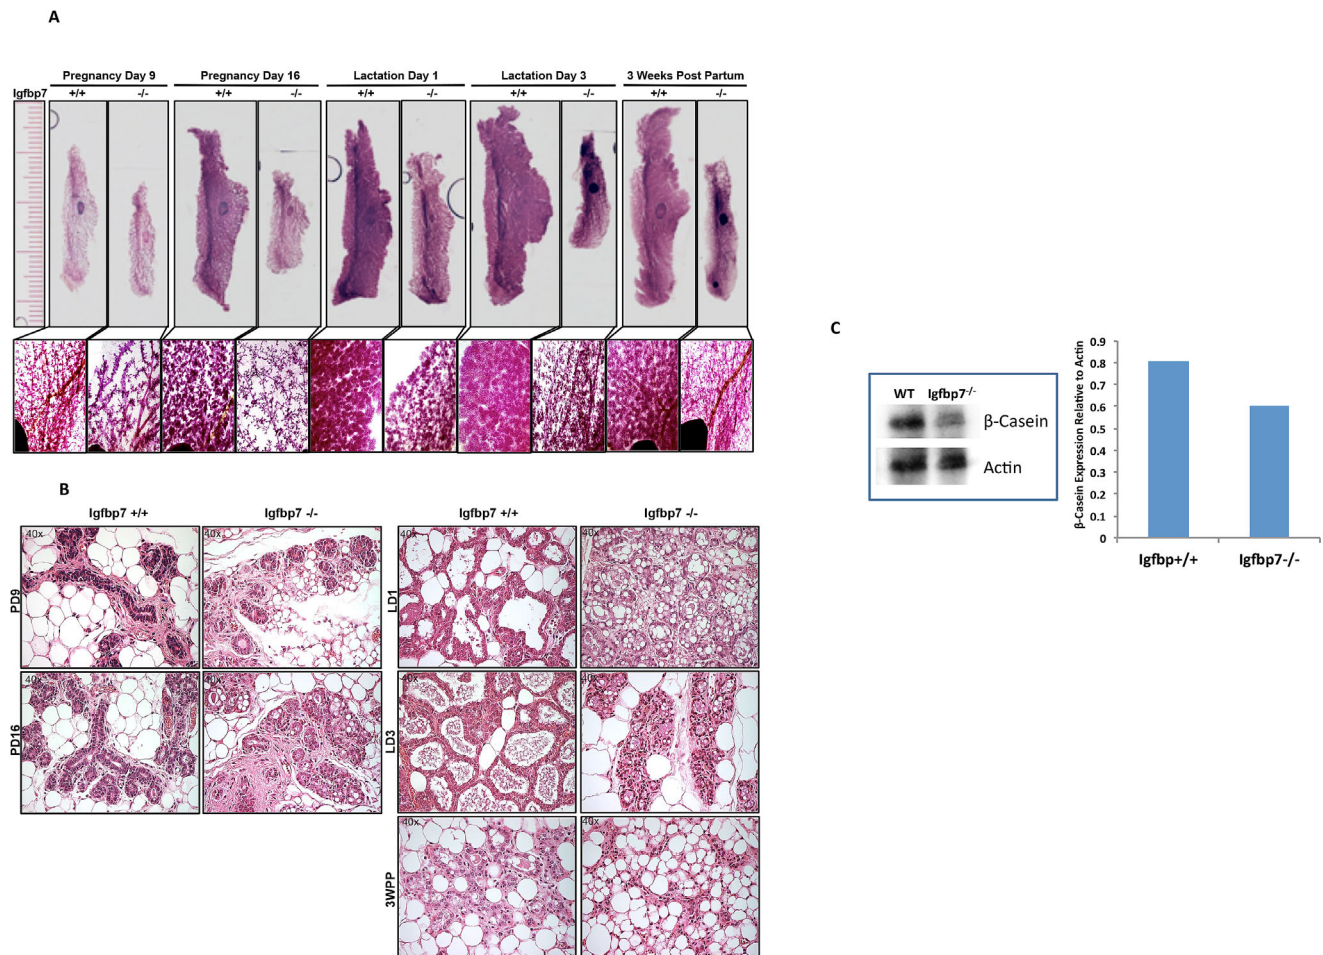 A
Pregnancy Day 9 Pregnancy Day 16 Lactation Day 1 Lactation Day 3 3 Weeks Post Partum
Igfbp7 +/+ -/- +/+ -/- +/+ -/- +/+ -/- +/+ -/-
B
Igfbp7 +/+ Igfbp7 -/- Igfbp7 +/+ Igfbp7 -/-
40x 40x 40x 40x
PD9 LD1
40x 40x 40x 40x
PD16 LD3
40x 40x
3WPP
C
WT Igfbp7-/-
β-Casein
Actin
β-Casein Expression Relative to Actin
0.9
0.8
0.7
0.6
0.5
0.4
0.3
0.2
0.1
0
Igfbp+/+ Igfbp7-/-